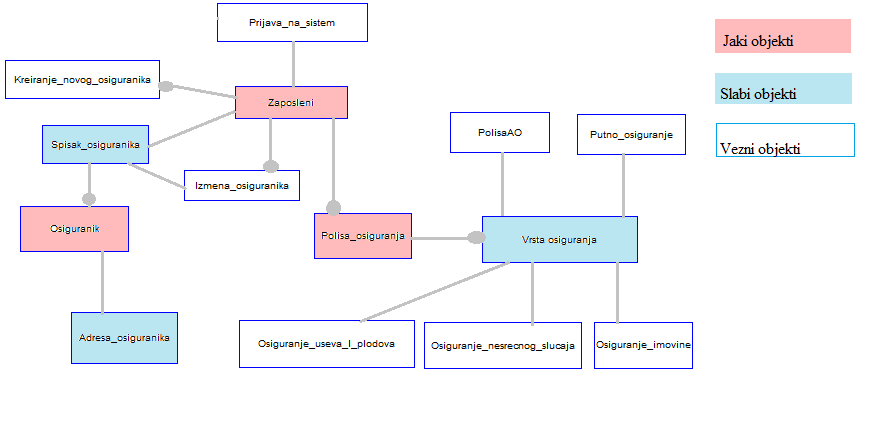 Prijava_na_sistem
Jaki objekti
Kreiranje_novog_osiguranika
Zaposleni
Slabi objekti
Spisak_osiguranika
PolisaAO
Putno_osiguranje
Vezni objekti
Izmena_osiguranika
Osiguranik
Polisa_osiguranja
Vrsta osiguranja
Adresa_osiguranika
Osiguranje_useva_I_plodova
Osiguranje_nesrecnog_slucaja
Osiguranje_imovine